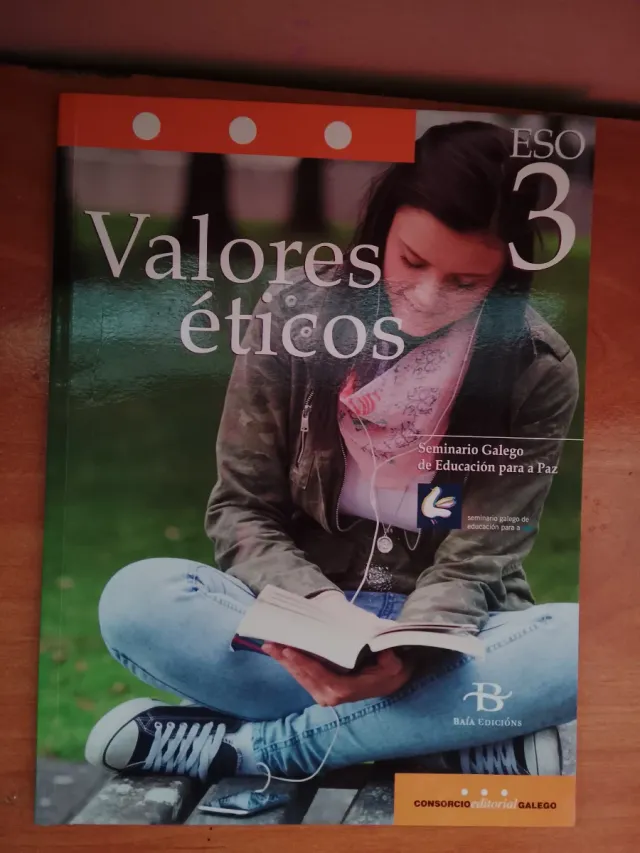 ESO
3
Valores
éticos
Seminario Galego
de Educación para a Paz
seminario galego de
educación para a
B
BAÍA EDICIÓNS
CONSORCIO editorial GALEGO